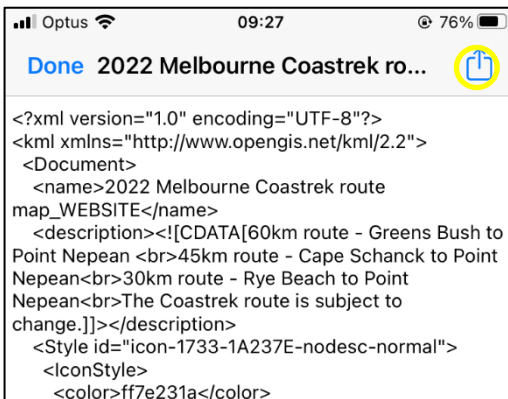 Optus 09:27 76%
Done 2022 Melbourne Coastrek ro...
<?xml version="1.0" encoding="UTF-8"?>
<kml xmlns="http://www.opengis.net/kml/2.2">
<Document>
<name>2022 Melbourne Coastrek route
map_WEBSITE</name>
<description><![CDATA[60km route - Greens Bush to
Point Nepean <br>45km route - Cape Schanck to Point
Nepean<br>30km route - Rye Beach to Point
Nepean<br>The Coastrek route is subject to
change.]]></description>
<Style id="icon-1733-1A237E-nodesc-normal">
<IconStyle>
<color>ff7e231a</color>